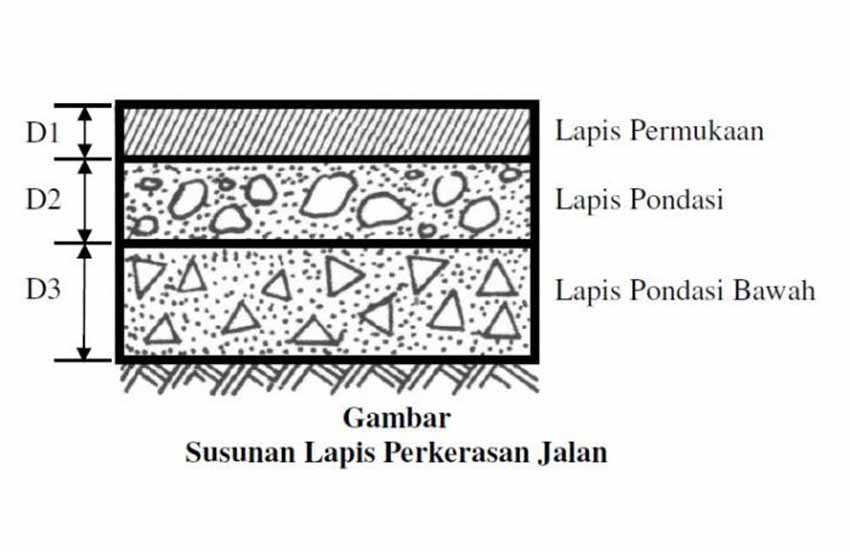 D1
Lapis Permukaan
D2
Lapis Pondasi
D3
Lapis Pondasi Bawah
Gambar
Susunan Lapis Perkerasan Jalan